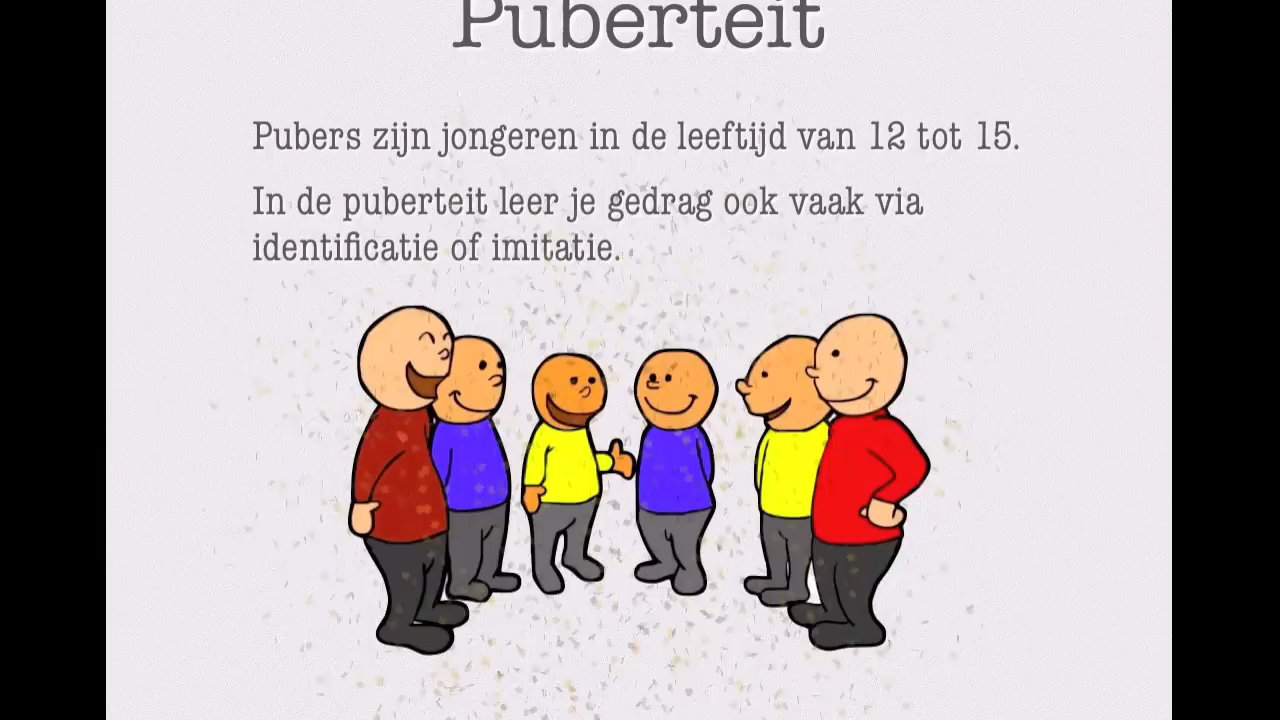 Puberteit
Pubers zijn jongeren in de leeftijd van 12 tot 15.
In de puberteit leer je gedrag ook vaak via
identificatie of imitatie.